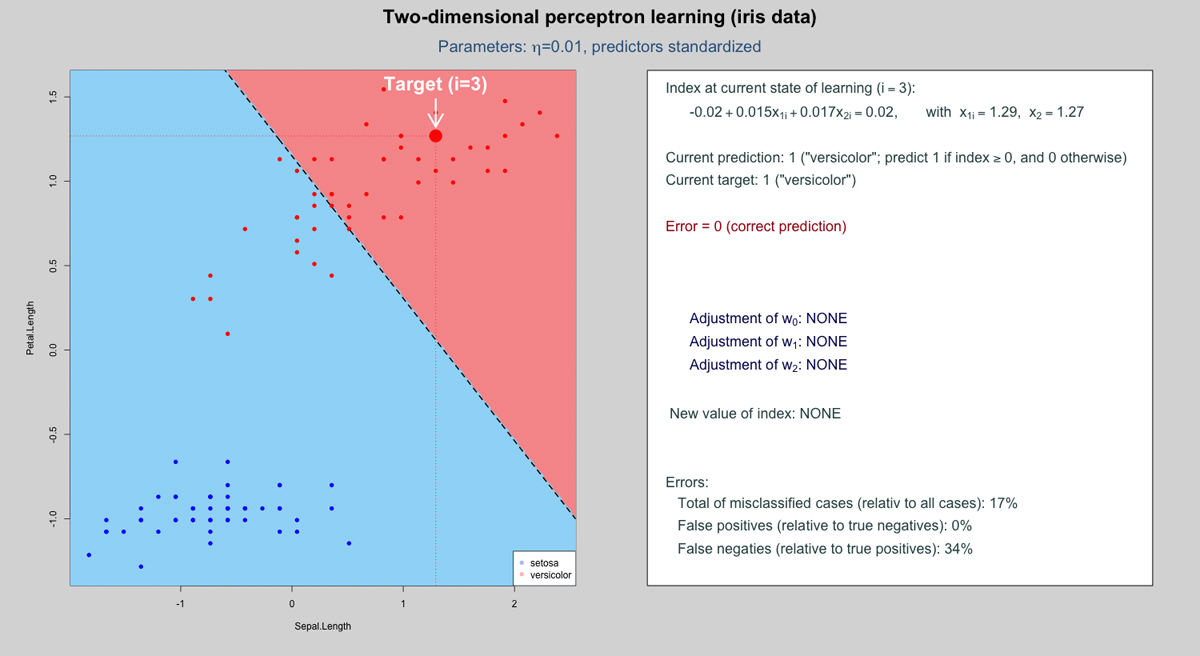 Two-dimensional perceptron learning (iris data)
Parameters: η=0.01, predictors standardized
Target (i=3)
Petal.Length
1.5
1.0
0.5
0.0
-0.5
-1.0
-1
0
1
2
Sepal.Length
setosa
versicolor
Index at current state of learning (i = 3):
-0.02 + 0.015x₁ᵢ + 0.017x₂ᵢ = 0.02, with x₁ᵢ = 1.29, x₂ = 1.27
Current prediction: 1 ("versicolor"; predict 1 if index ≥ 0, and 0 otherwise)
Current target: 1 ("versicolor")
Error = 0 (correct prediction)
Adjustment of w₀: NONE
Adjustment of w₁: NONE
Adjustment of w₂: NONE
New value of index: NONE
Errors:
Total of misclassified cases (relativ to all cases): 17%
False positives (relative to true negatives): 0%
False negaties (relative to true positives): 34%